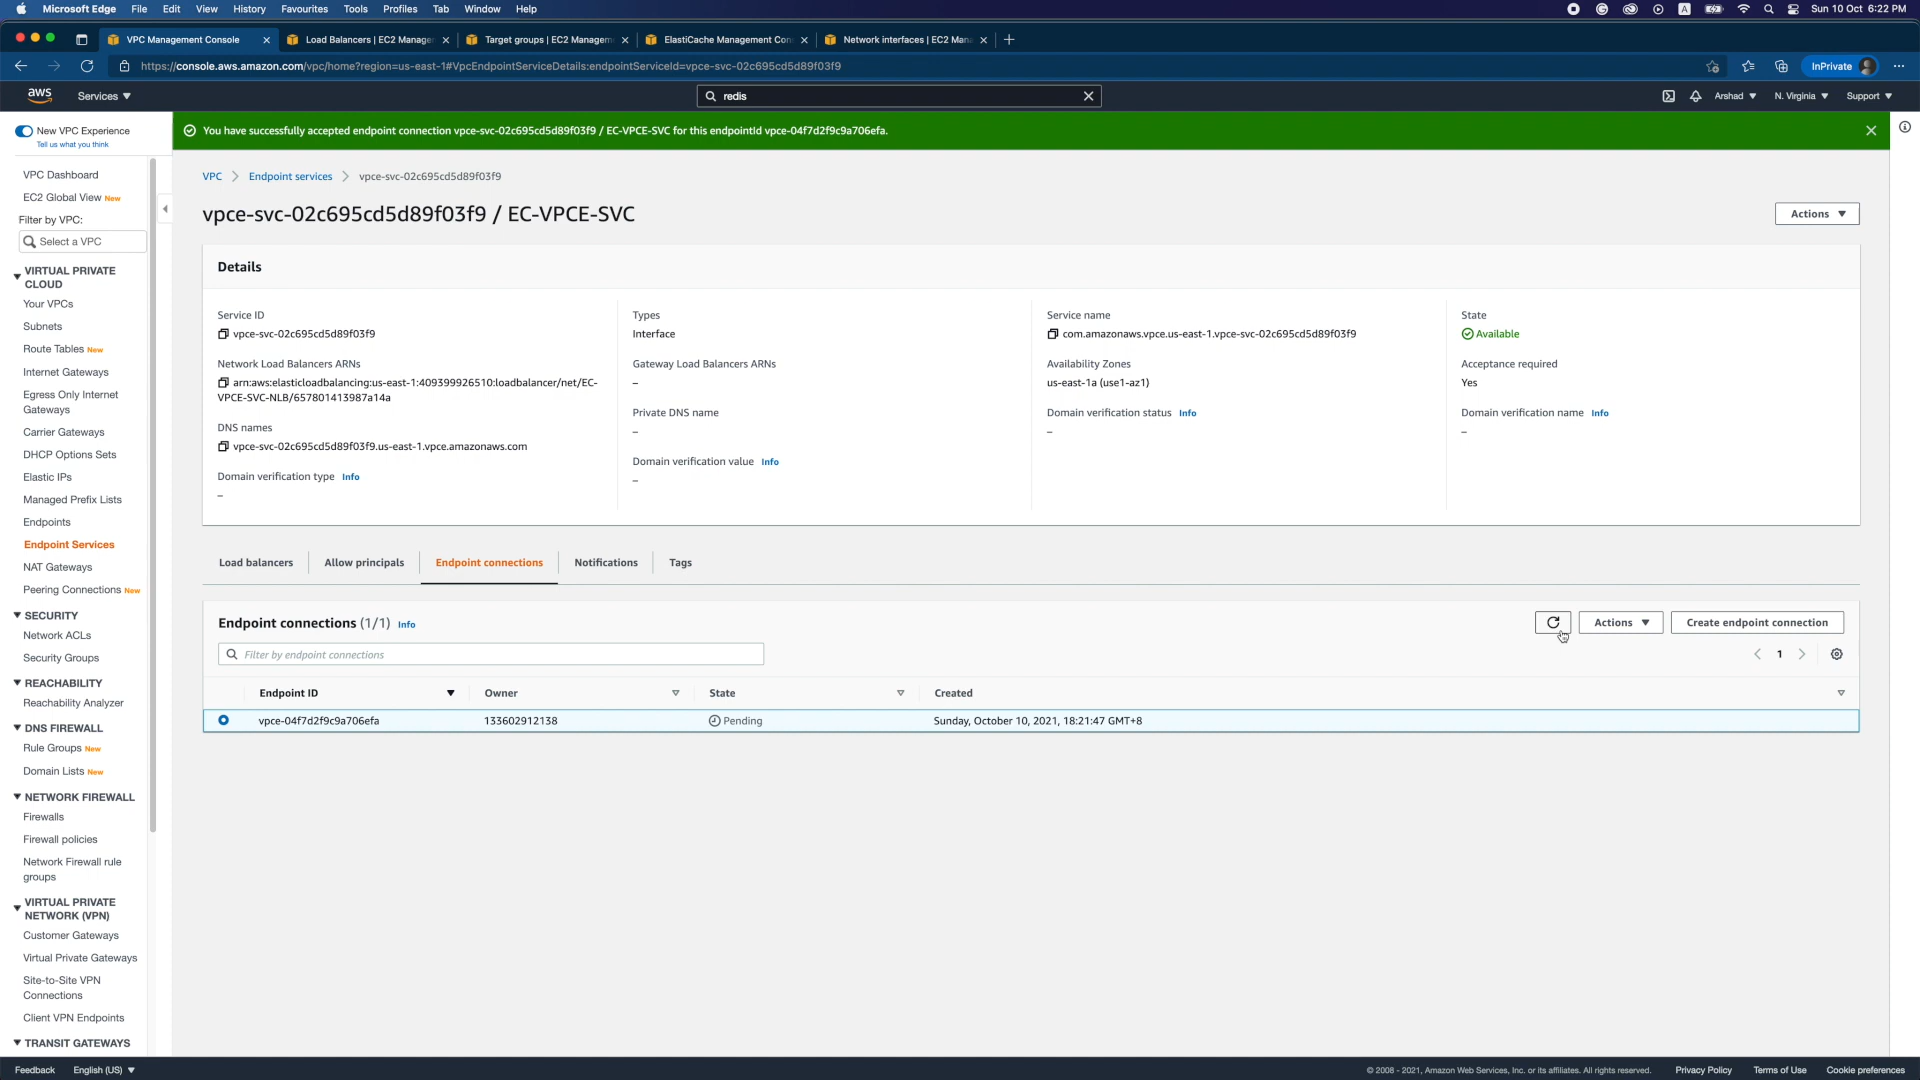 Microsoft Edge File Edit View History Favourites Tools Profiles Tab Window Help A Sun 10 Oct 6:22 PM
VPC Management Console Load Balancers | EC2 Manage Target groups | EC2 Managem ElastiCache Management Con Network interfaces | EC2 Man
https://console.aws.amazon.com/vpc/home?region=us-east-1#VpcEndpointServiceDetails:endpointServiceId=vpce-svc-02c695cd5d89f03f9 InPrivate
aws Services redis Arshad N. Virginia Support
New VPC Experience
Tell us what you think
VPC Dashboard
EC2 Global View New
Filter by VPC:
Select a VPC
VIRTUAL PRIVATE
CLOUD
Your VPCs
Subnets
Route Tables New
Internet Gateways
Egress Only Internet
Gateways
Carrier Gateways
DHCP Options Sets
Elastic IPs
Managed Prefix Lists
Endpoints
Endpoint Services
NAT Gateways
Peering Connections New
SECURITY
Network ACLs
Security Groups
REACHABILITY
Reachability Analyzer
DNS FIREWALL
Rule Groups New
Domain Lists New
NETWORK FIREWALL
Firewalls
Firewall policies
Network Firewall rule
groups
VIRTUAL PRIVATE
NETWORK (VPN)
Customer Gateways
Virtual Private Gateways
Site-to-Site VPN
Connections
Client VPN Endpoints
TRANSIT GATEWAYS
You have successfully accepted endpoint connection vpce-svc-02c695cd5d89f03f9 / EC-VPCE-SVC for this endpointId vpce-04f7d2f9c9a706efa.
VPC Endpoint services vpce-svc-02c695cd5d89f03f9
vpce-svc-02c695cd5d89f03f9 / EC-VPCE-SVC Actions
Details
Service ID
vpce-svc-02c695cd5d89f03f9
Network Load Balancers ARNs
arn:aws:elasticloadbalancing:us-east-1:409399926510:loadbalancer/net/EC-
VPCE-SVC-NLB/657801413987a14a
DNS names
vpce-svc-02c695cd5d89f03f9.us-east-1.vpce.amazonaws.com
Domain verification type Info
–
Types
Interface
Gateway Load Balancers ARNs
–
Private DNS name
–
Domain verification value Info
–
Service name
com.amazonaws.vpce.us-east-1.vpce-svc-02c695cd5d89f03f9
Availability Zones
us-east-1a (use1-az1)
Domain verification status Info
–
State
Available
Acceptance required
Yes
Domain verification name Info
–
Load balancers Allow principals Endpoint connections Notifications Tags
Endpoint connections (1/1) Info Actions Create endpoint connection
Filter by endpoint connections 1
Endpoint ID Owner State Created
vpce-04f7d2f9c9a706efa 133602912138 Pending Sunday, October 10, 2021, 18:21:47 GMT+8
Feedback English (US) © 2008 - 2021, Amazon Web Services, Inc. or its affiliates. All rights reserved. Privacy Policy Terms of Use Cookie preferences